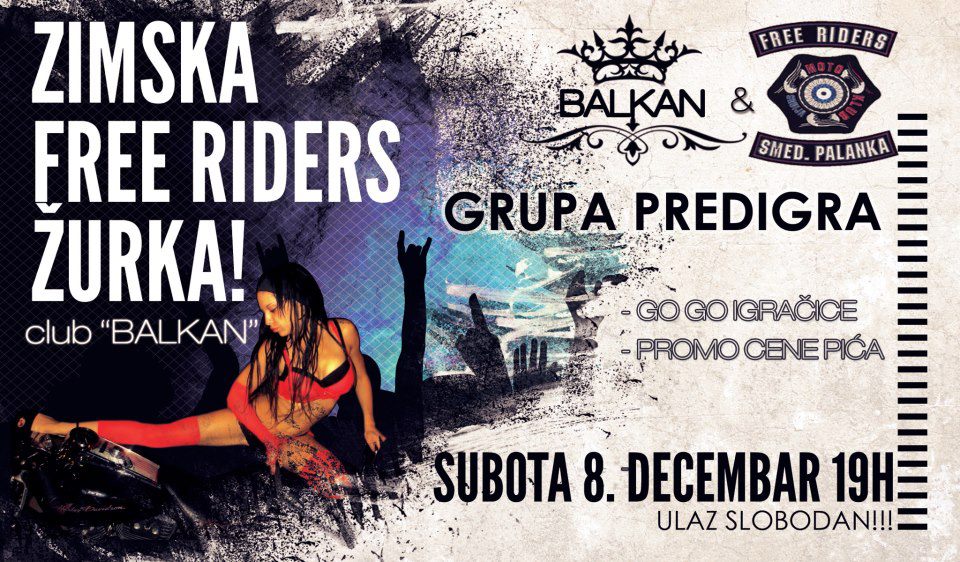 ZIMSKA
FREE RIDERS
ŽURKA!
club “BALKAN”
BALKAN
&
FREE RIDERS
MOTO
KLUB
SMED. PALANKA
GRUPA PREDIGRA
- GO GO IGRAČICE
- PROMO CENE PIĆA
SUBOTA 8. DECEMBAR 19H
ULAZ SLOBODAN!!!